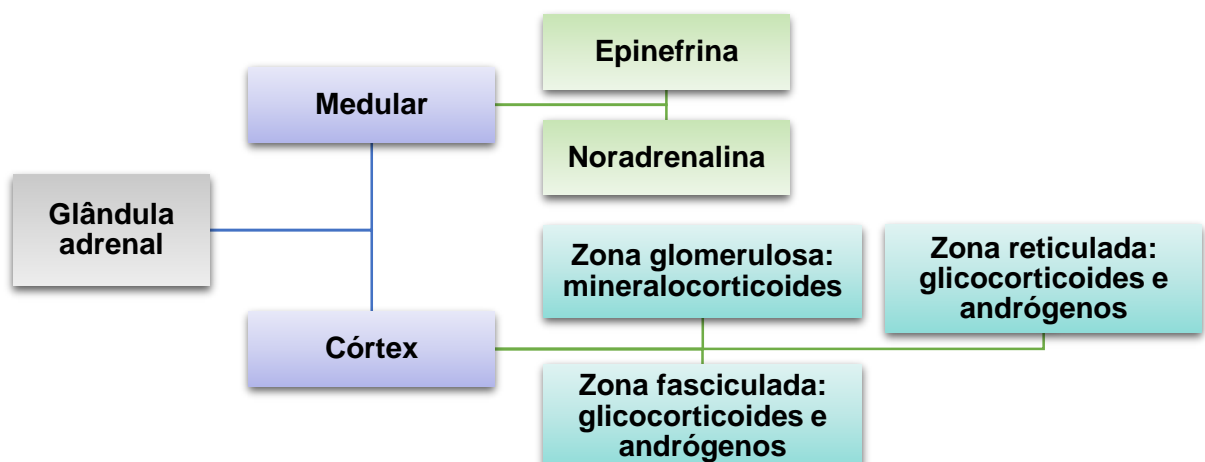 Epinefrina
Medular
Noradrenalina
Glândula
adrenal
Zona glomerulosa:
mineralocorticoides
Zona reticulada:
glicocorticoides e
andrógenos
Córtex
Zona fasciculada:
glicocorticoides e
andrógenos